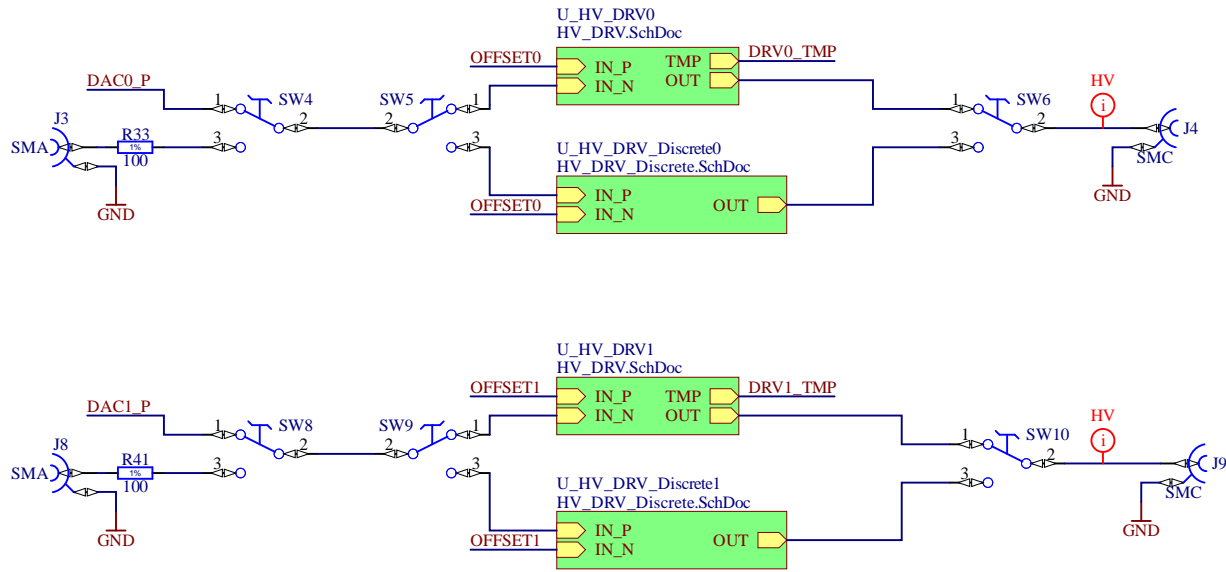 U_HV_DRV0
HV_DRV.SchDoc
OFFSET0 IN_P TMP DRV0_TMP
IN_N OUT
DAC0_P
1 SW4 2
2 SW5 1
1 SW6 2
HV
i
J3
SMA
R33
1%
100
3
3
3
J4
SMC
GND
GND
U_HV_DRV_Discrete0
HV_DRV_Discrete.SchDoc
IN_P
OFFSET0 IN_N OUT
U_HV_DRV1
HV_DRV.SchDoc
OFFSET1 IN_P TMP DRV1_TMP
IN_N OUT
DAC1_P
1 SW8 2
2 SW9 1
1 SW10 2
HV
i
J8
SMA
R41
1%
100
3
3
3
J9
SMC
GND
GND
U_HV_DRV_Discrete1
HV_DRV_Discrete.SchDoc
IN_P
OFFSET1 IN_N OUT